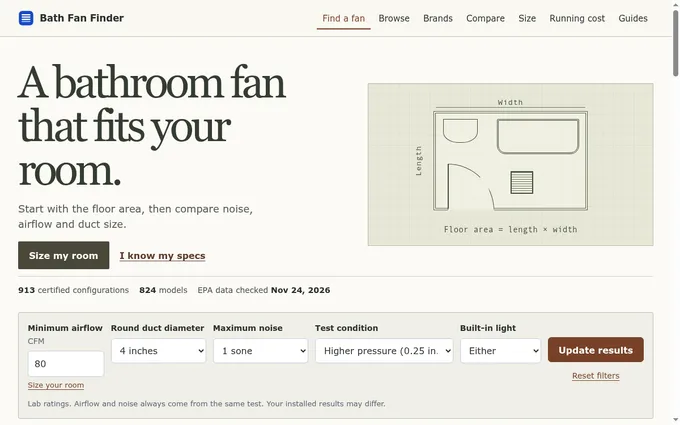 Bath Fan Finder
Find a fan Browse Brands Compare Size Running cost Guides
A bathroom fan
that fits your
room.
Start with the floor area, then compare noise,
airflow and duct size.
Size my room I know my specs
Width
Length
Floor area = length × width
913 certified configurations 824 models EPA data checked Nov 24, 2026
Minimum airflow Round duct diameter Maximum noise Test condition Built-in light
CFM
80 4 inches 1 sone Higher pressure (0.25 in. Either Update results
Size your room Reset filters
Lab ratings. Airflow and noise always come from the same test. Your installed results may differ.